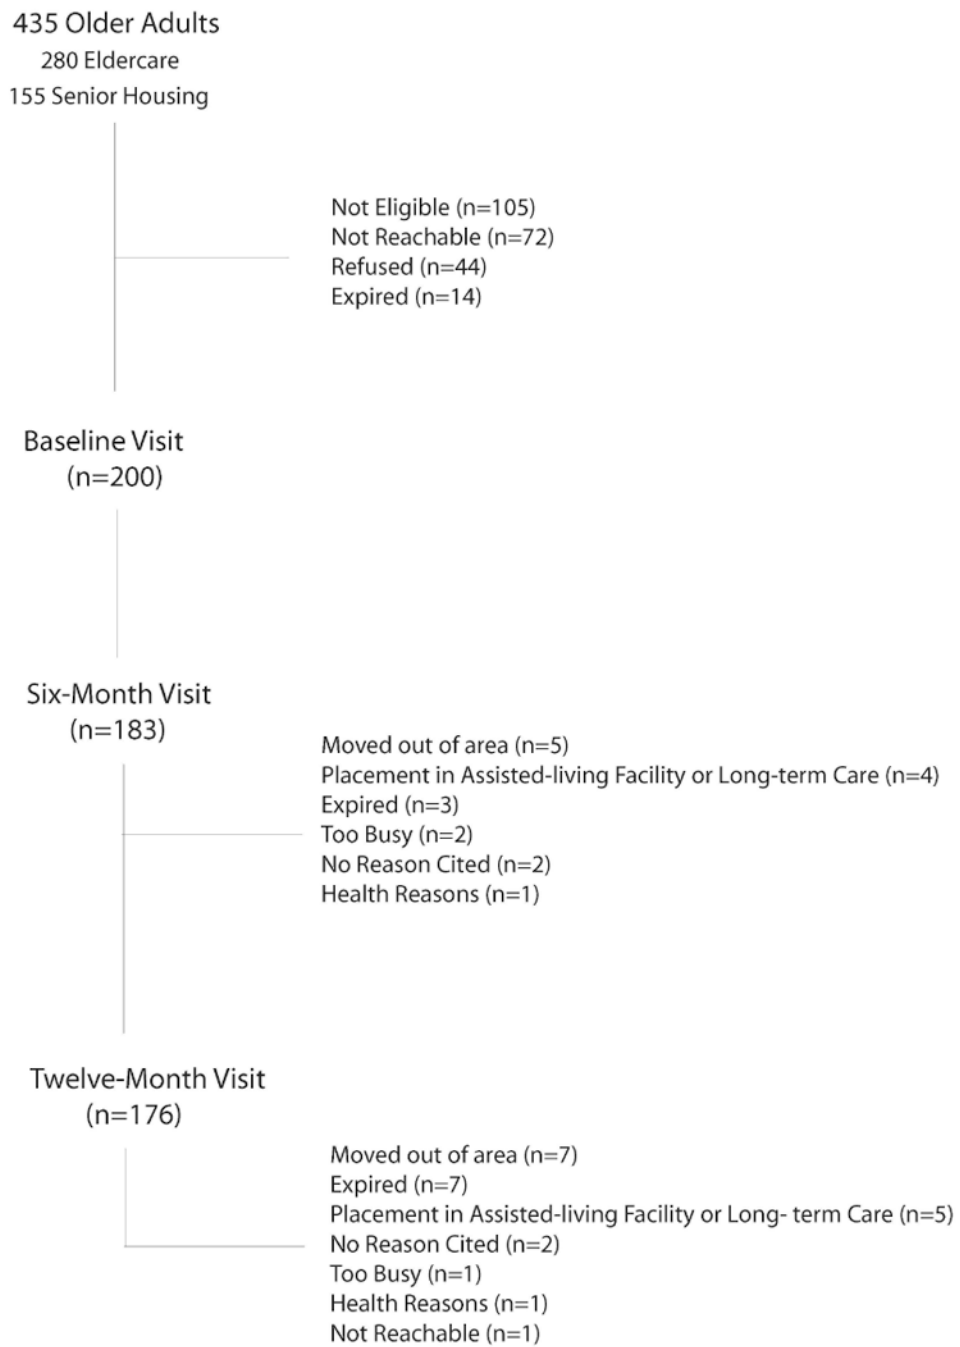 435 Older Adults
280 Eldercare
155 Senior Housing
Not Eligible (n=105)
Not Reachable (n=72)
Refused (n=44)
Expired (n=14)
Baseline Visit
(n=200)
Six-Month Visit
(n=183)
Moved out of area (n=5)
Placement in Assisted-living Facility or Long-term Care (n=4)
Expired (n=3)
Too Busy (n=2)
No Reason Cited (n=2)
Health Reasons (n=1)
Twelve-Month Visit
(n=176)
Moved out of area (n=7)
Expired (n=7)
Placement in Assisted-living Facility or Long- term Care (n=5)
No Reason Cited (n=2)
Too Busy (n=1)
Health Reasons (n=1)
Not Reachable (n=1)